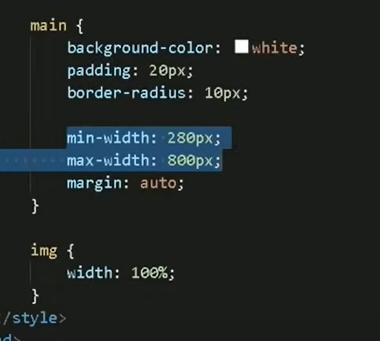 main {
background-color: white;
padding: 20px;
border-radius: 10px;
min-width: 280px;
max-width: 800px;
margin: auto;
}
img {
width: 100%;
}
/style>